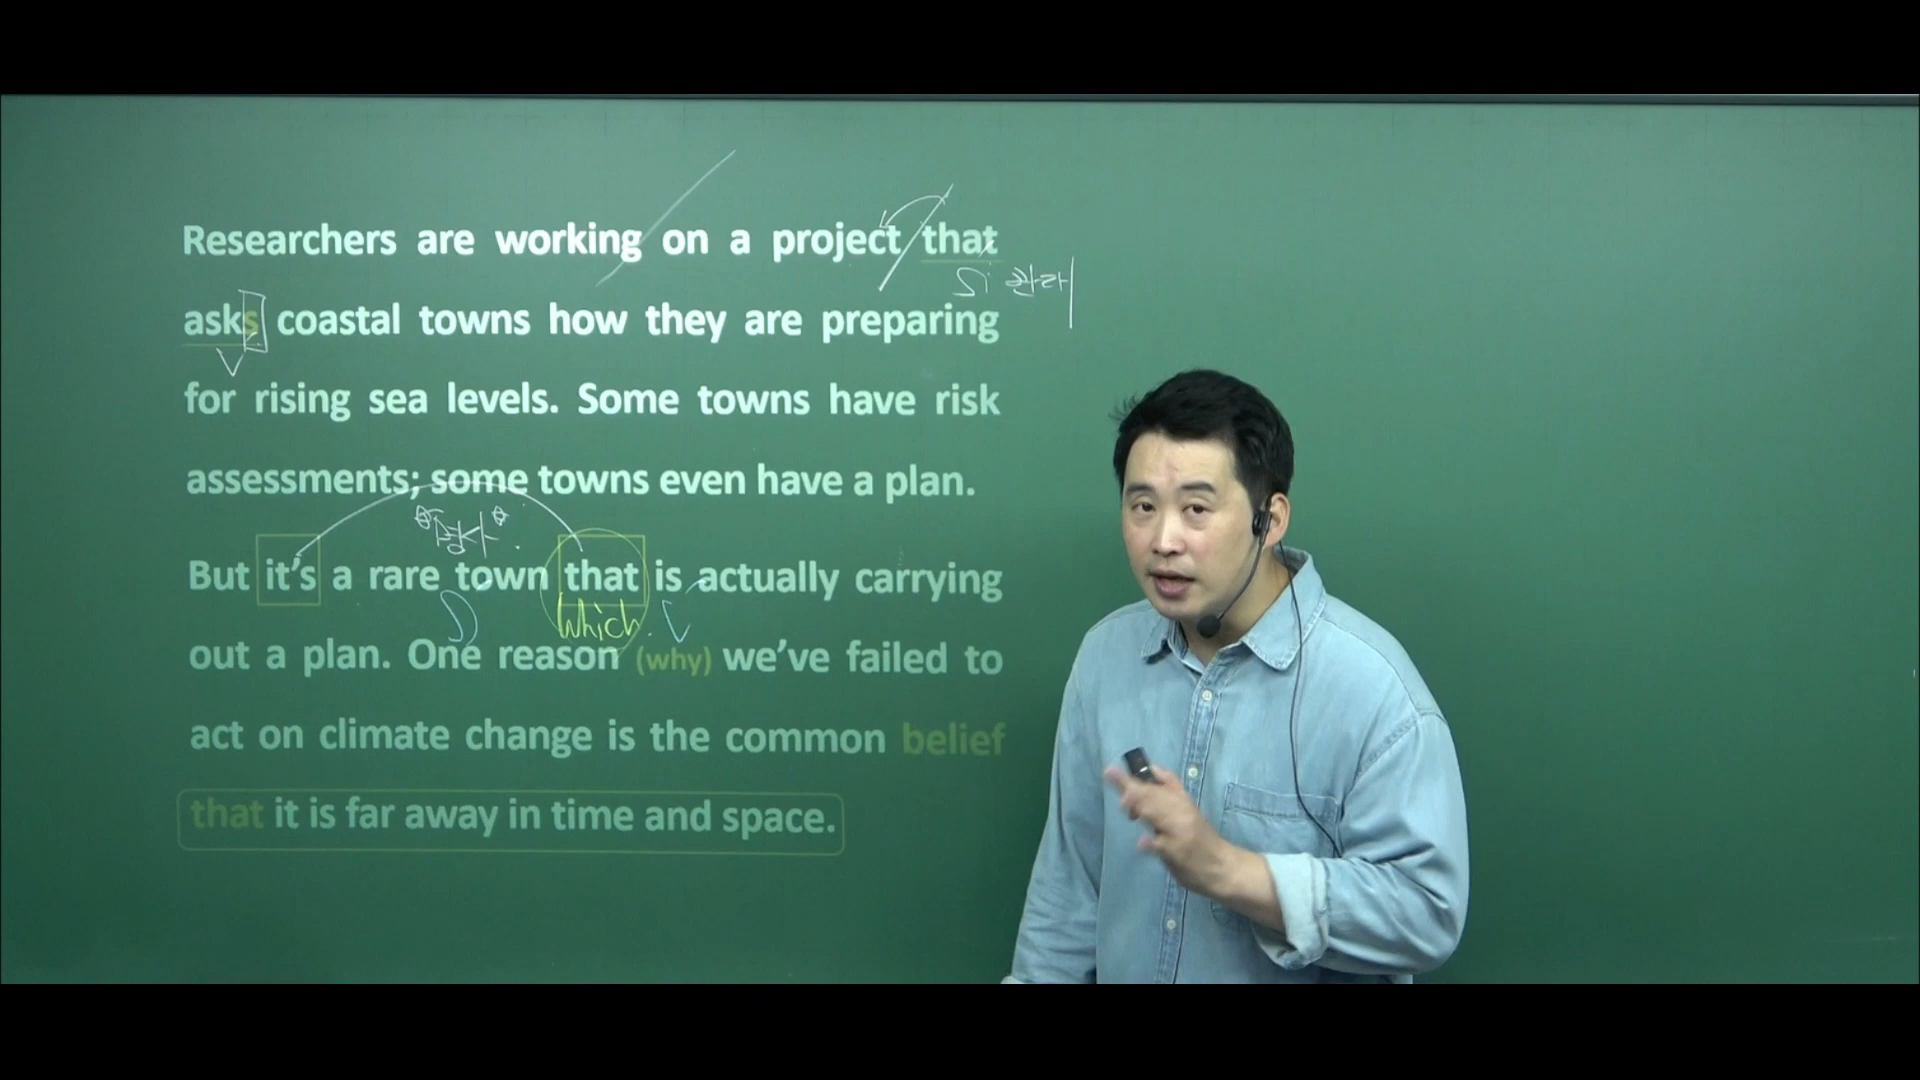 Researchers are working on a project that
Si 관대
asks coastal towns how they are preparing
V
for rising sea levels. Some towns have risk
assessments; some towns even have a plan.
But it's a rare town that is actually carrying
which V
out a plan. One reason (why) we've failed to
act on climate change is the common belief
that it is far away in time and space.